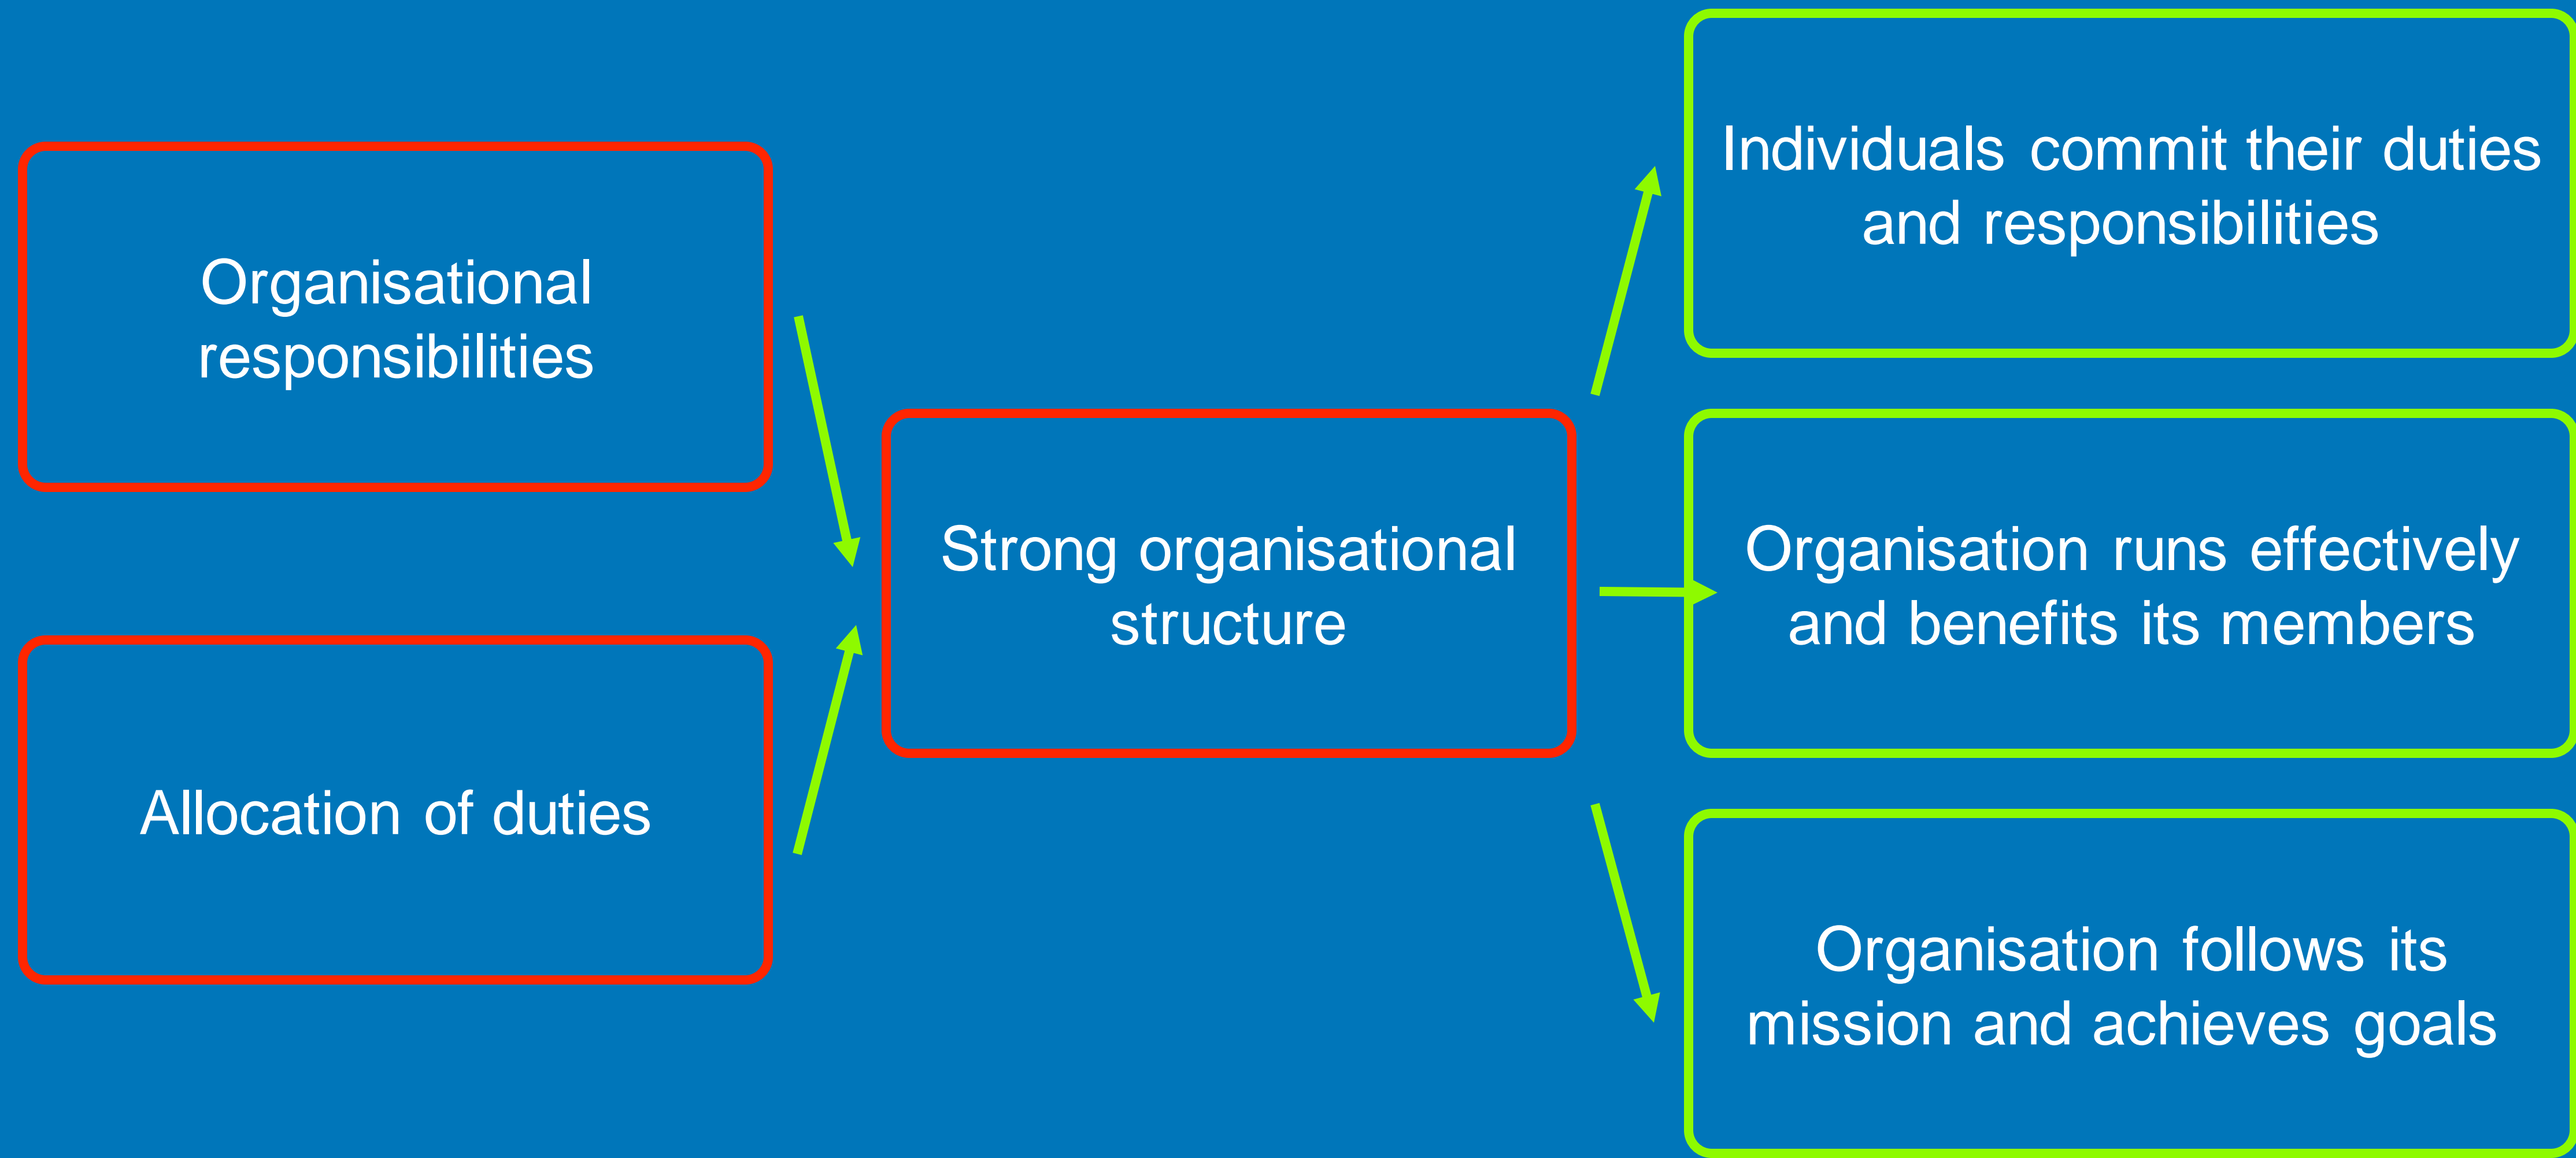 Organisational
responsibilities
Allocation of duties
Strong organisational
structure
Individuals commit their duties
and responsibilities
Organisation runs effectively
and benefits its members
Organisation follows its
mission and achieves goals